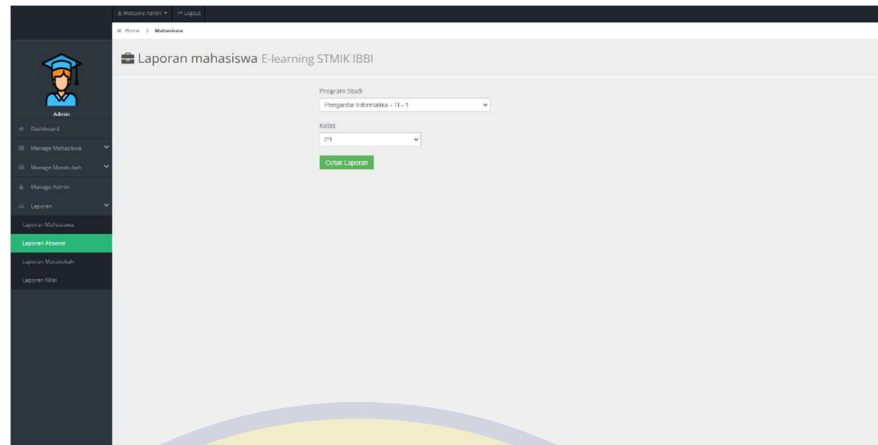 Welcome Admin Logout
Home > Mahasiswa
Laporan mahasiswa E-learning STMIK IBBI
Admin
Dashboard
Manage Mahasiswa
Manage Matakuliah
Manage Admin
Laporan
Laporan Mahasiswa
Laporan Absensi
Laporan Matakuliah
Laporan Nilai
Program Studi
Pengantar Informatika - TI - 1
Kelas
P1
Cetak Laporan